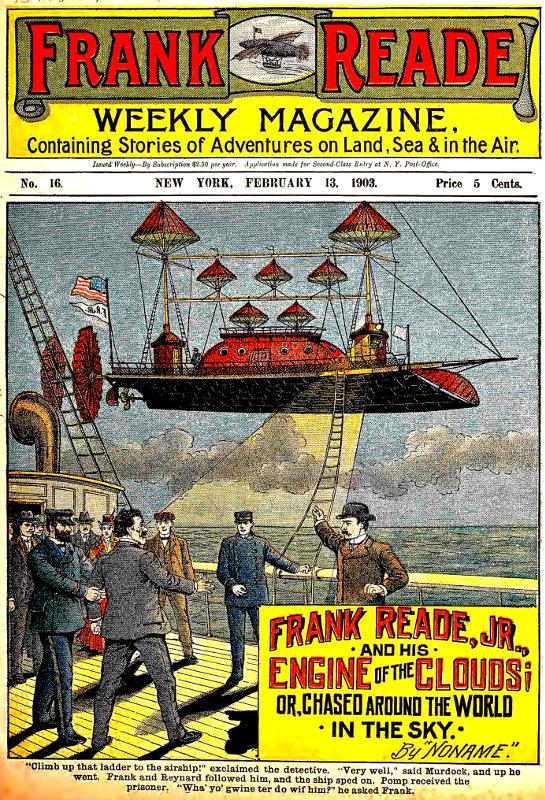 FRANK READE
WEEKLY MAGAZINE,
Containing Stories of Adventures on Land, Sea & in the Air.
Issued Weekly—By Subscription $2.50 per year. Application made for Second-Class Entry at N. Y. Post-Office.
No. 16. NEW YORK, FEBRUARY 13, 1903. Price 5 Cents.
FRANK READE, JR.,
• AND HIS •
ENGINE OF THE CLOUDS;
OR, CHASED AROUND THE WORLD
• IN THE SKY. •
By "NONAME."
"Climb up that ladder to the airship!" exclaimed the detective. "Very well," said Murdock, and up he
went. Frank and Reynard followed him, and the ship sped on. Pomp received the
prisoner. "Wha' yo' gwine ter do wif him?" he asked Frank.